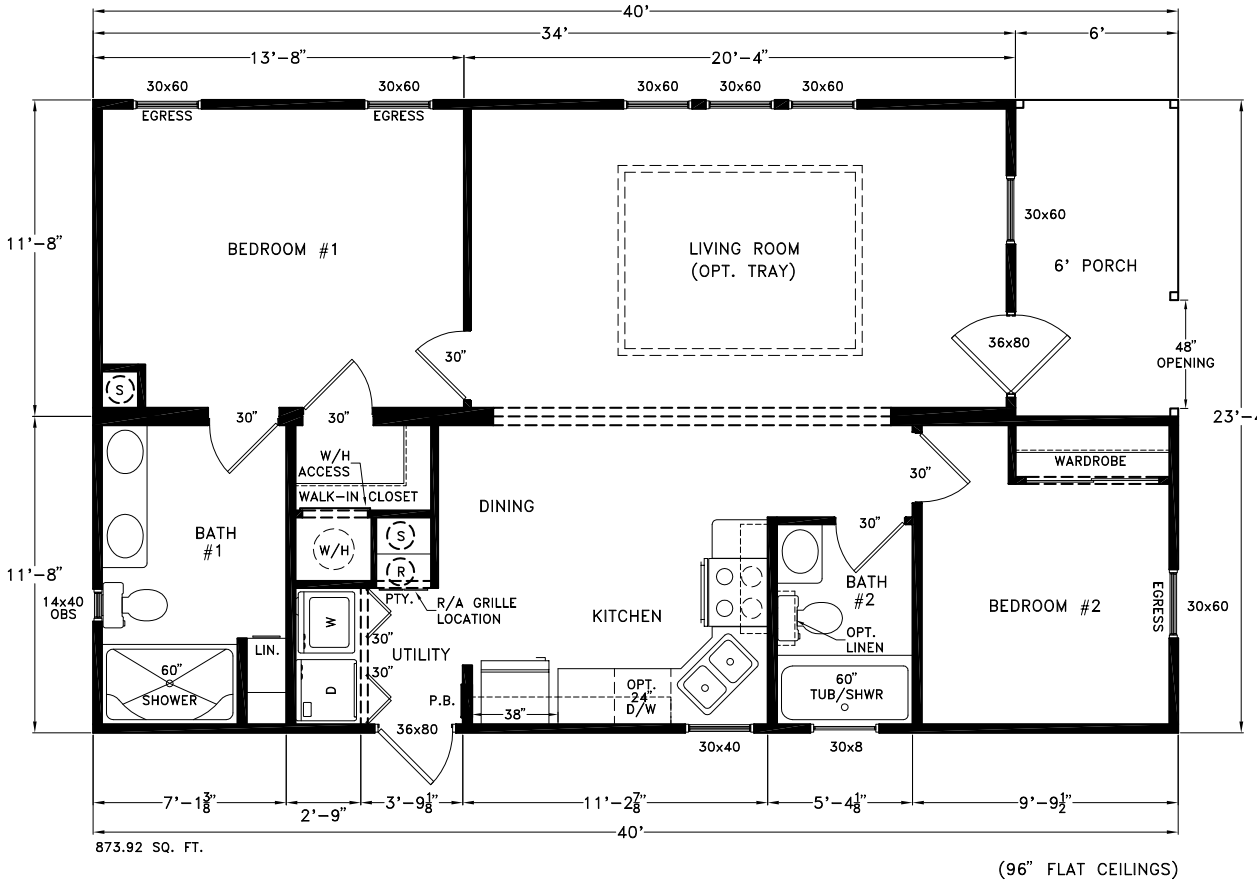 40'
34'
6'
13'-8"
20'-4"
30x60
30x60
30x60
30x60
30x60
EGRESS
EGRESS
30x60
11'-8"
BEDROOM #1
LIVING ROOM
(OPT. TRAY)
6' PORCH
36x80
48"
OPENING
30"
S
30"
30"
23'-4
W/H
ACCESS
WALK-IN CLOSET
WARDROBE
30"
DINING
BATH
#1
W/H
S
R
30"
11'-8"
14x40
OBS
PTY.
R/A GRILLE
LOCATION
KITCHEN
BATH
#2
BEDROOM #2
EGRESS
30x60
W
30"
OPT.
LINEN
LIN.
UTILITY
60"
SHOWER
30"
D
P.B.
OPT.
24"
D/W
60"
TUB/SHWR
38"
36x80
30x40
30x8
7'-1 3/8"
2'-9"
3'-9 1/8"
11'-2 7/8"
5'-4 1/8"
9'-9 1/2"
40'
873.92 SQ. FT.
(96" FLAT CEILINGS)